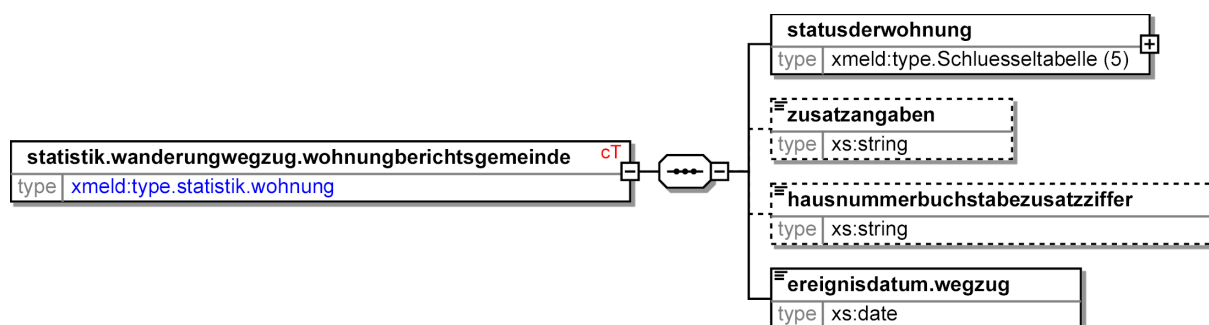 statusderwohnung
type xmeld:type.Schluesseltabelle (5)
zusatzangaben
type xs:string
statistik.wanderungwegzug.wohnungberichtsgemeinde cT
type xmeld:type.statistik.wohnung
hausnummerbuchstabezusatzziffer
type xs:string
ereignisdatum.wegzug
type xs:date